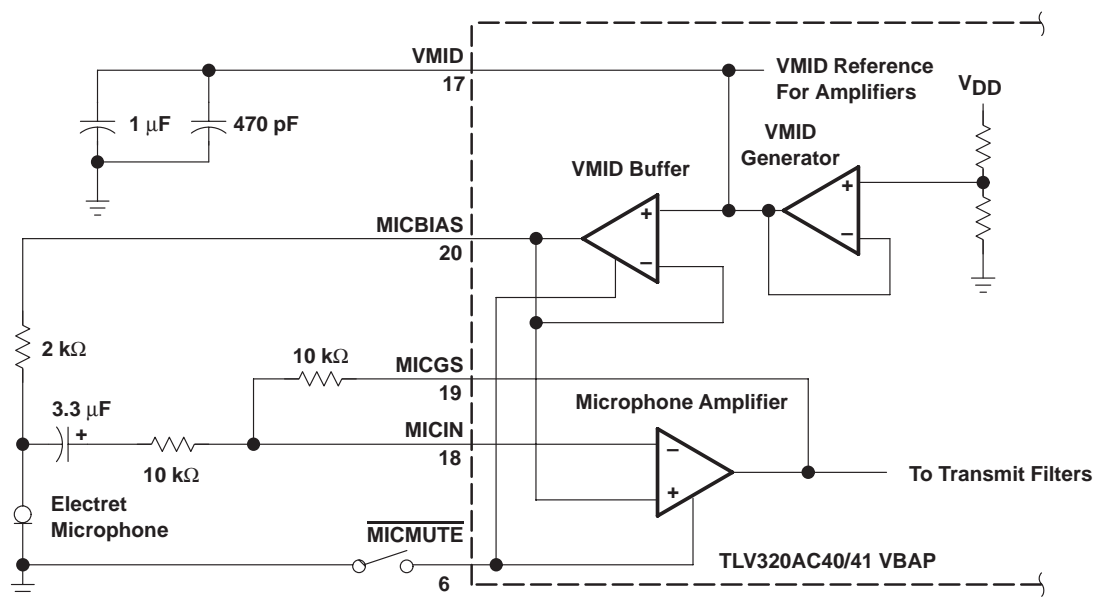 VMID
17
VMID Reference
For Amplifiers
VDD
1 μF
470 pF
VMID
Generator
VMID Buffer
+
−
+
−
MICBIAS
20
2 kΩ
10 kΩ
MICGS
19
Microphone Amplifier
3.3 μF
+
10 kΩ
MICIN
18
−
+
To Transmit Filters
Electret
Microphone
MICMUTE
6
TLV320AC40/41 VBAP